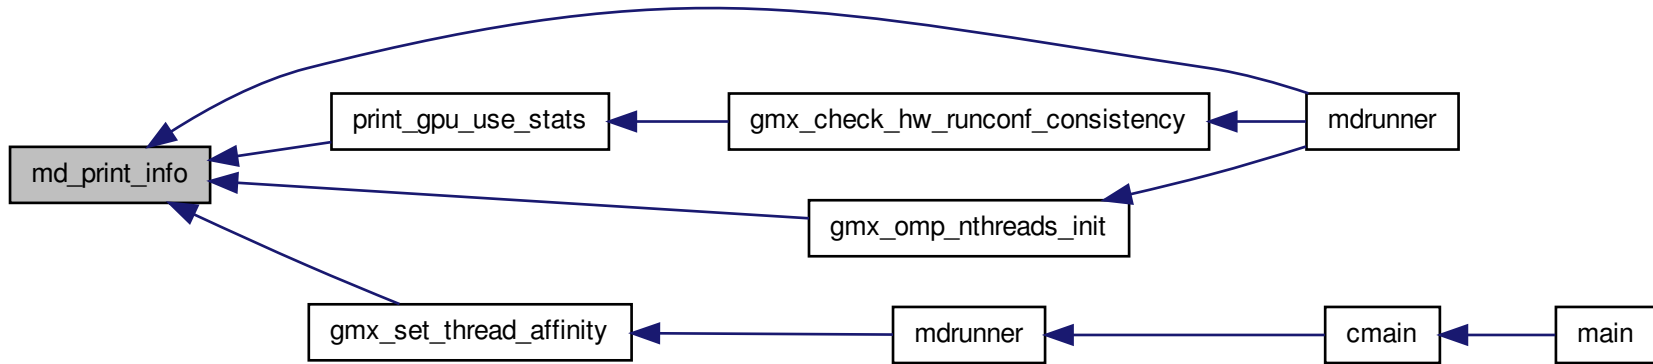 print_gpu_use_stats
gmx_check_hw_runconf_consistency
mdrunner
md_print_info
gmx_omp_nthreads_init
gmx_set_thread_affinity
mdrunner
cmain
main